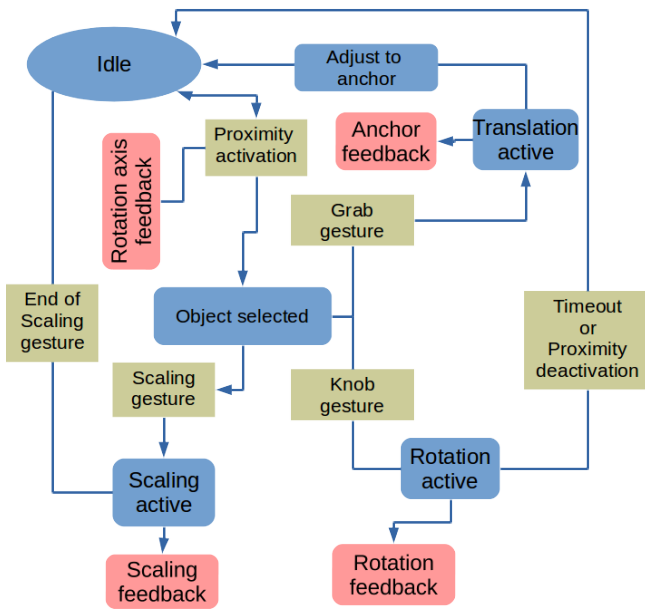 Idle
Adjust to
anchor
Proximity
activation
Anchor
feedback
Translation
active
Rotation axis
feedback
Grab
gesture
End of
Scaling
gesture
Object selected
Timeout
or
Proximity
deactivation
Scaling
gesture
Knob
gesture
Scaling
active
Rotation
active
Scaling
feedback
Rotation
feedback